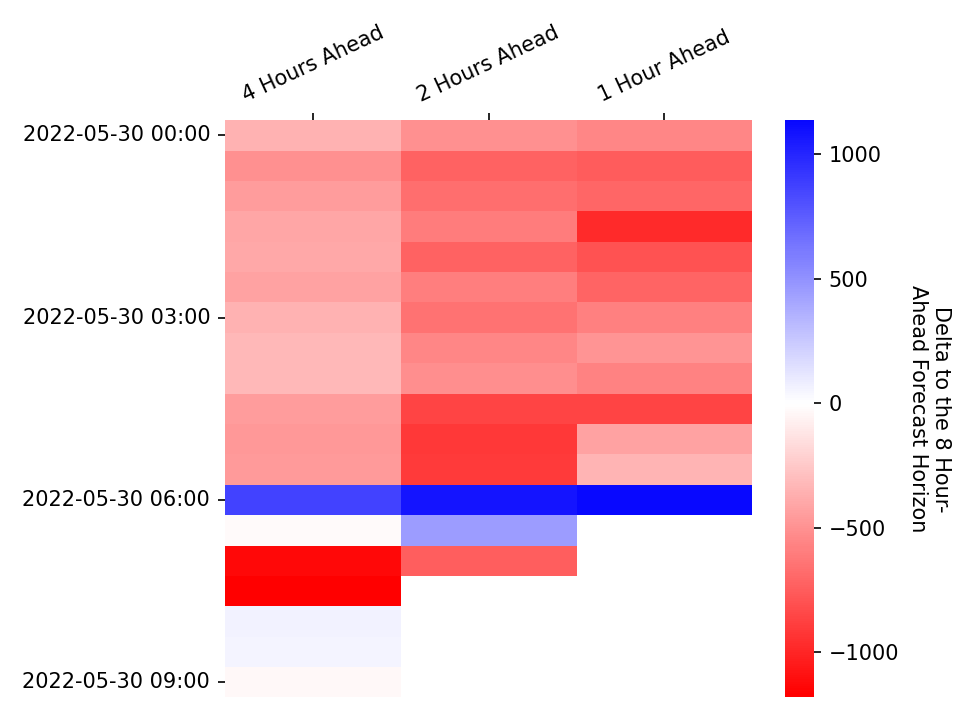 4 Hours Ahead
2 Hours Ahead
1 Hour Ahead
2022-05-30 00:00
2022-05-30 03:00
2022-05-30 06:00
2022-05-30 09:00
1000
500
0
−500
−1000
Delta to the 8 Hour-
Ahead Forecast Horizon